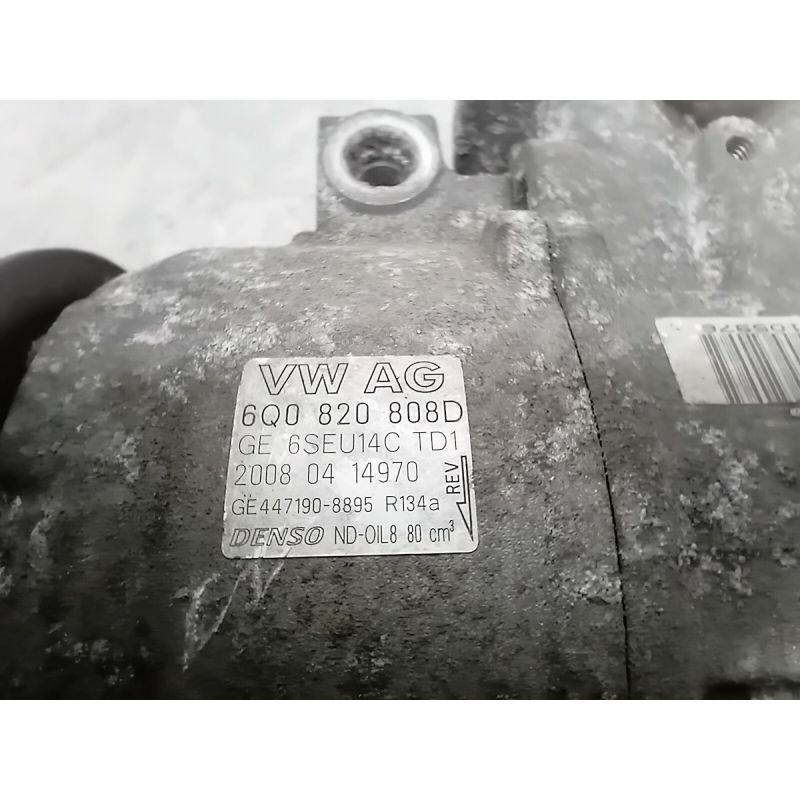 VW AG
6Q0 820 808D
GE 6SEU14C TD1
2008 04 14970
GE447190-8895 R134a
REV
DENSO ND-OIL8 80 cm³